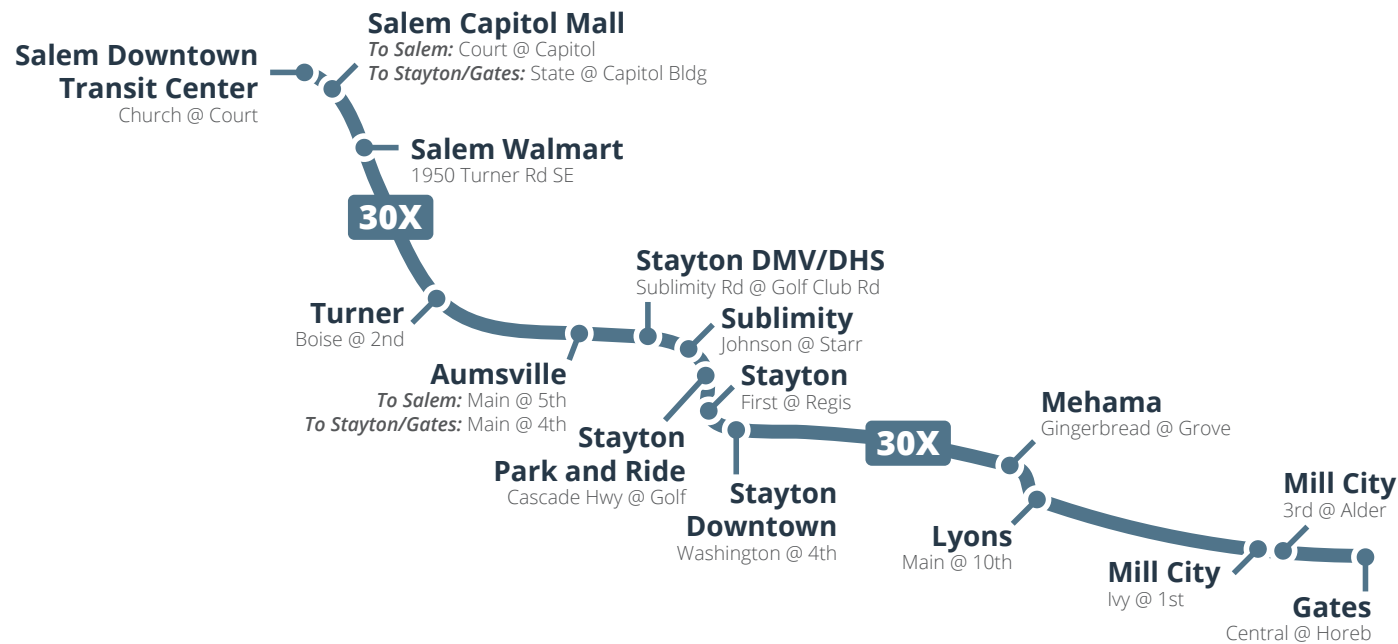 Salem Downtown
Transit Center
Church @ Court
Salem Capitol Mall
To Salem: Court @ Capitol
To Stayton/Gates: State @ Capitol Bldg
Salem Walmart
1950 Turner Rd SE
30X
Turner
Boise @ 2nd
Aumsville
To Salem: Main @ 5th
To Stayton/Gates: Main @ 4th
Stayton DMV/DHS
Sublimity Rd @ Golf Club Rd
Sublimity
Johnson @ Starr
Stayton
Park and Ride
Cascade Hwy @ Golf
Stayton
First @ Regis
Stayton
Downtown
Washington @ 4th
30X
Mehama
Gingerbread @ Grove
Lyons
Main @ 10th
Mill City
Ivy @ 1st
Mill City
3rd @ Alder
Gates
Central @ Horeb